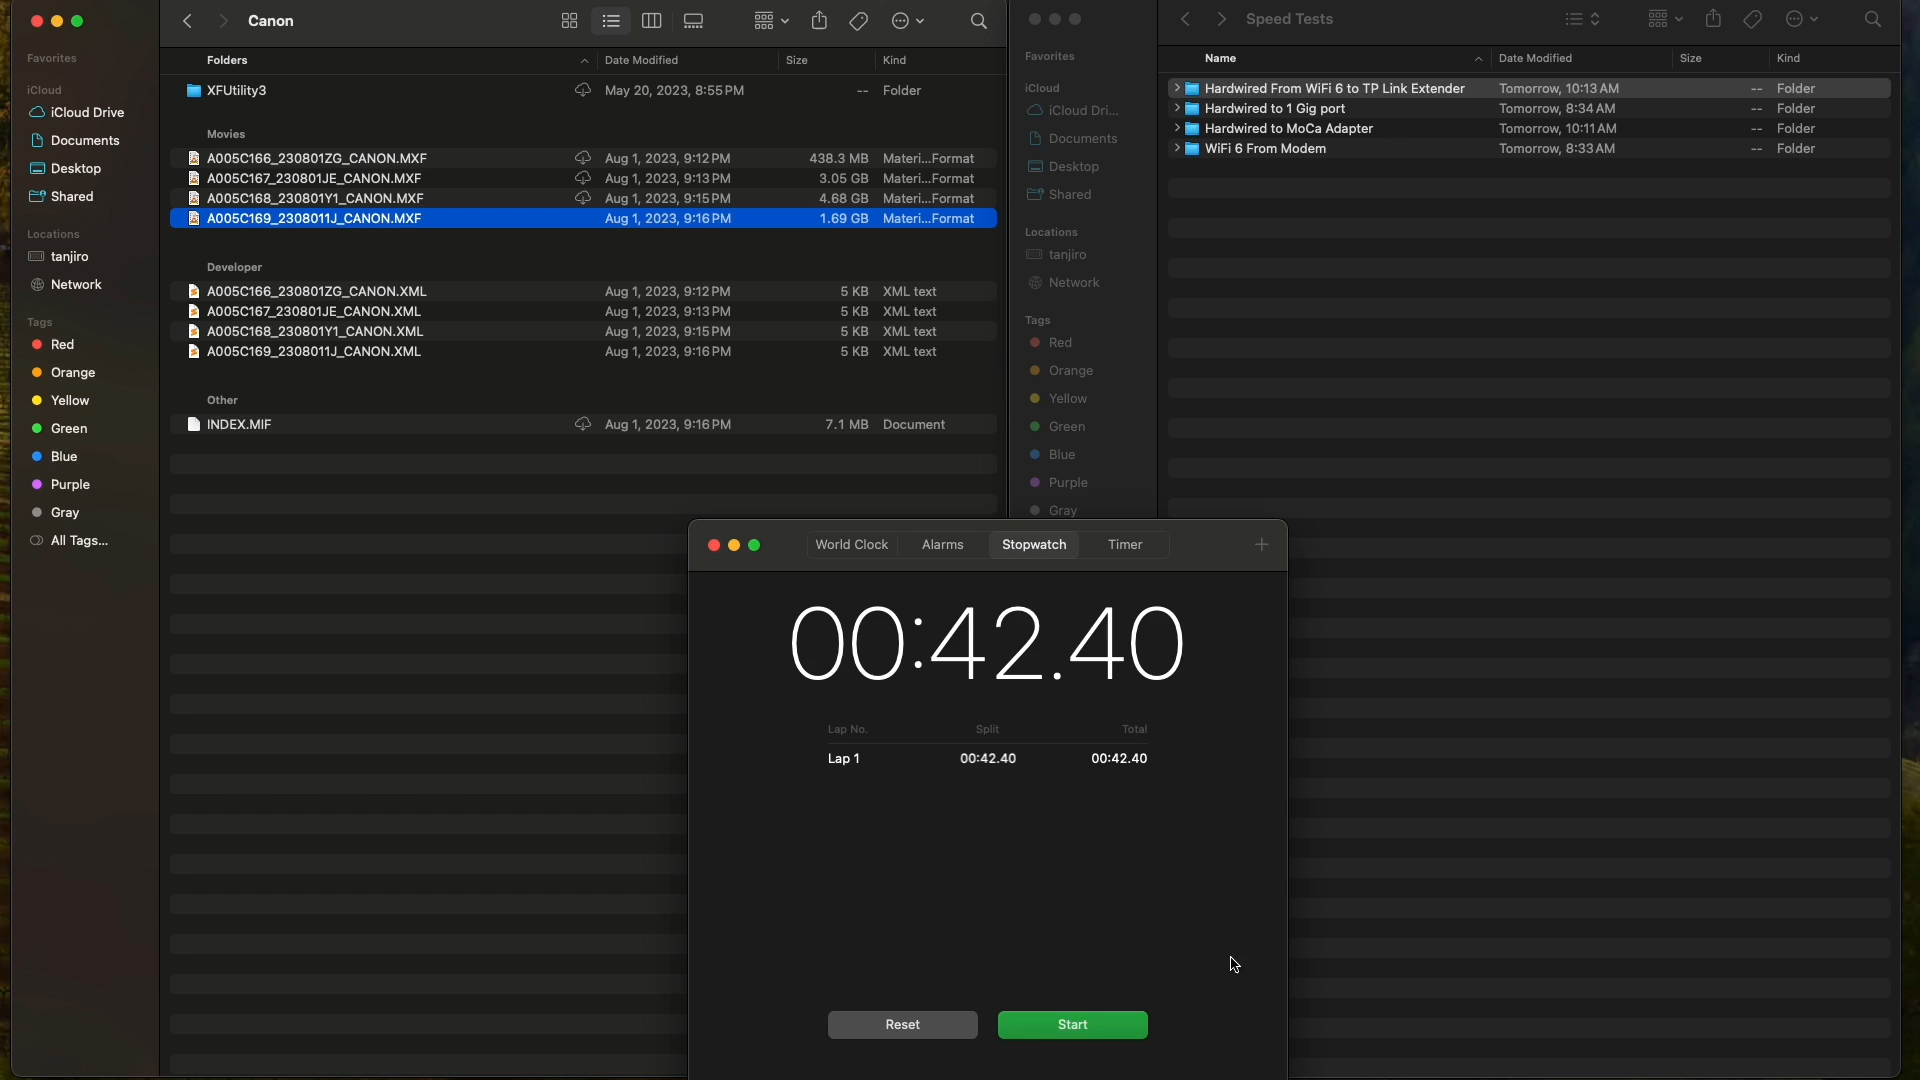 Canon
Favorites
iCloud
iCloud Drive
Documents
Desktop
Shared
Locations
tanjiro
Network
Tags
Red
Orange
Yellow
Green
Blue
Purple
Gray
All Tags...
Folders Date Modified Size Kind
XFUtility3 May 20, 2023, 8:55 PM -- Folder
Movies
A005C166_230801ZG_CANON.MXF Aug 1, 2023, 9:12 PM 438.3 MB Materi...Format
A005C167_230801JE_CANON.MXF Aug 1, 2023, 9:13 PM 3.05 GB Materi...Format
A005C168_230801Y1_CANON.MXF Aug 1, 2023, 9:15 PM 4.68 GB Materi...Format
A005C169_2308011J_CANON.MXF Aug 1, 2023, 9:16 PM 1.69 GB Materi...Format
Developer
A005C166_230801ZG_CANON.XML Aug 1, 2023, 9:12 PM 5 KB XML text
A005C167_230801JE_CANON.XML Aug 1, 2023, 9:13 PM 5 KB XML text
A005C168_230801Y1_CANON.XML Aug 1, 2023, 9:15 PM 5 KB XML text
A005C169_2308011J_CANON.XML Aug 1, 2023, 9:16 PM 5 KB XML text
Other
INDEX.MIF Aug 1, 2023, 9:16 PM 7.1 MB Document
Speed Tests
Favorites
iCloud
iCloud Dri...
Documents
Desktop
Shared
Locations
tanjiro
Network
Tags
Red
Orange
Yellow
Green
Blue
Purple
Gray
Name Date Modified Size Kind
Hardwired From WiFi 6 to TP Link Extender Tomorrow, 10:13 AM -- Folder
Hardwired to 1 Gig port Tomorrow, 8:34 AM -- Folder
Hardwired to MoCa Adapter Tomorrow, 10:11 AM -- Folder
WiFi 6 From Modem Tomorrow, 8:33 AM -- Folder
World Clock Alarms Stopwatch Timer
00:42.40
Lap No. Split Total
Lap 1 00:42.40 00:42.40
Reset Start